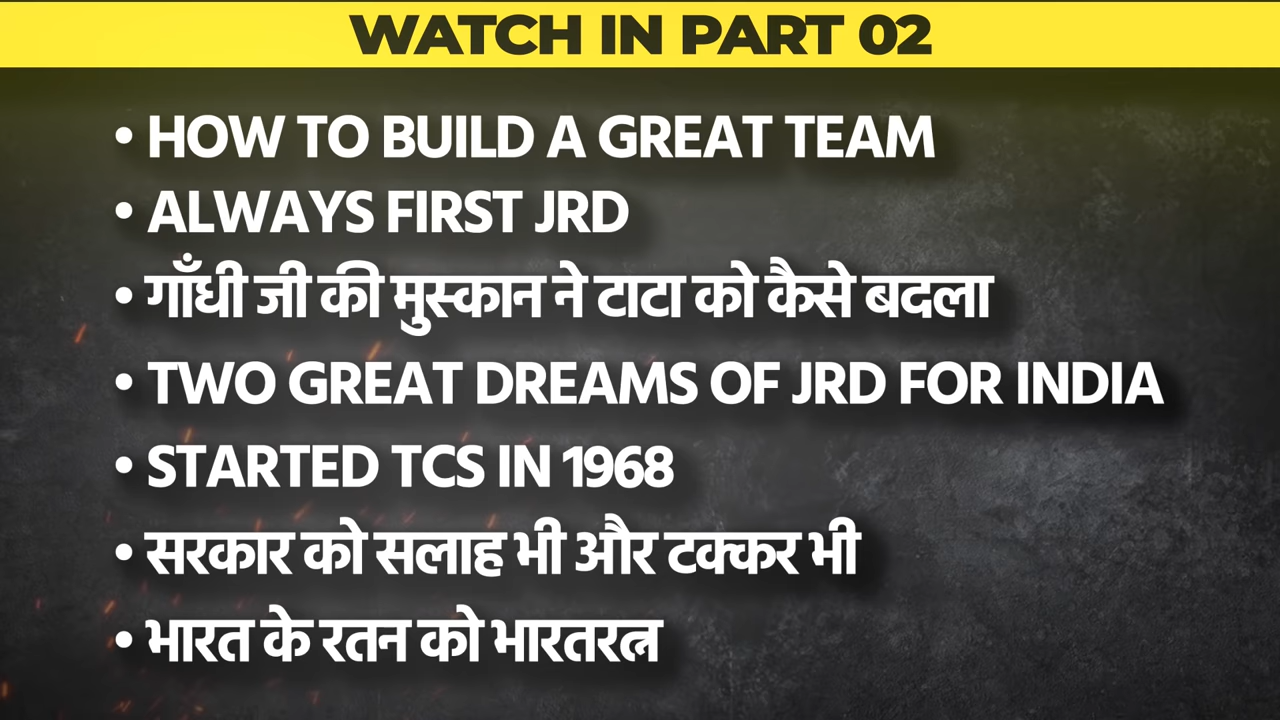 WATCH IN PART 02
• HOW TO BUILD A GREAT TEAM
• ALWAYS FIRST JRD
• गाँधी जी की मुस्कान ने टाटा को कैसे बदला
• TWO GREAT DREAMS OF JRD FOR INDIA
• STARTED TCS IN 1968
• सरकार को सलाह भी और टक्कर भी
• भारत के रतन को भारतरत्न